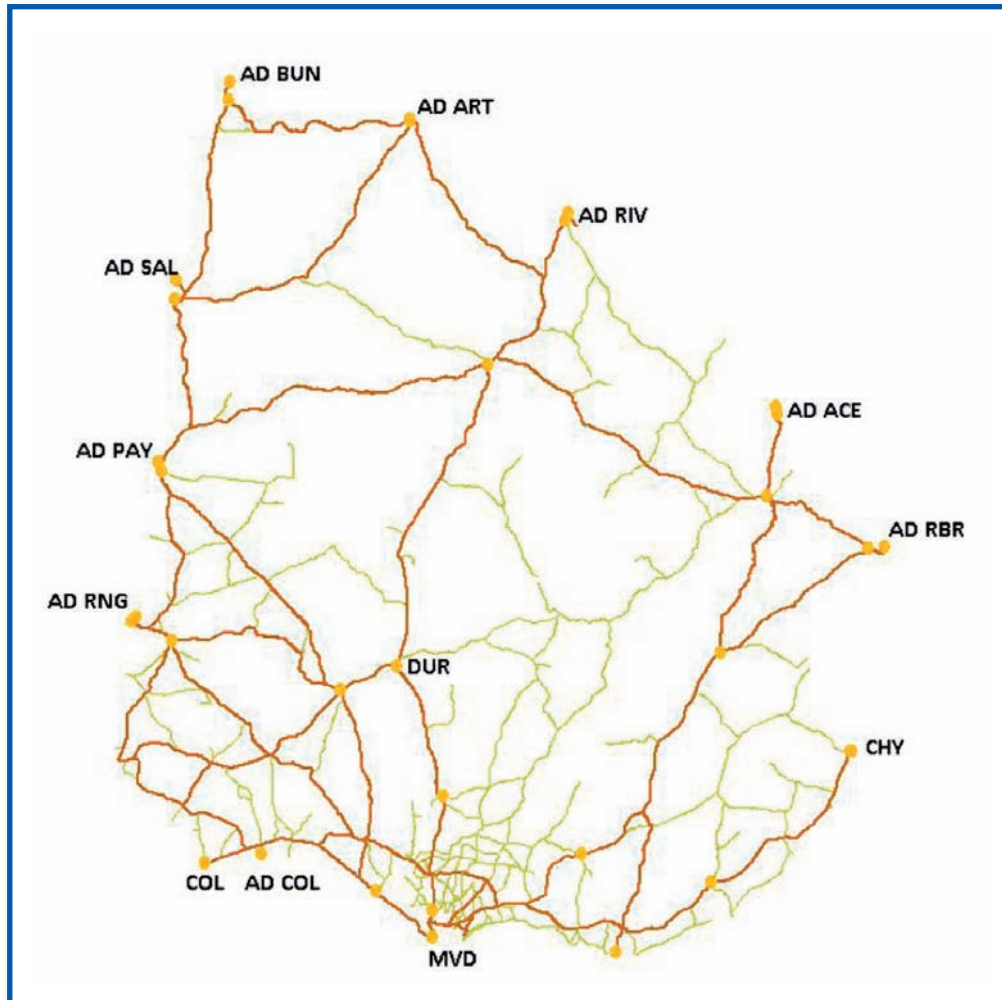 AD BUN
AD ART
AD RIV
AD SAL
AD ACE
AD PAY
AD RBR
AD RNG
DUR
CHY
COL
AD COL
MVD